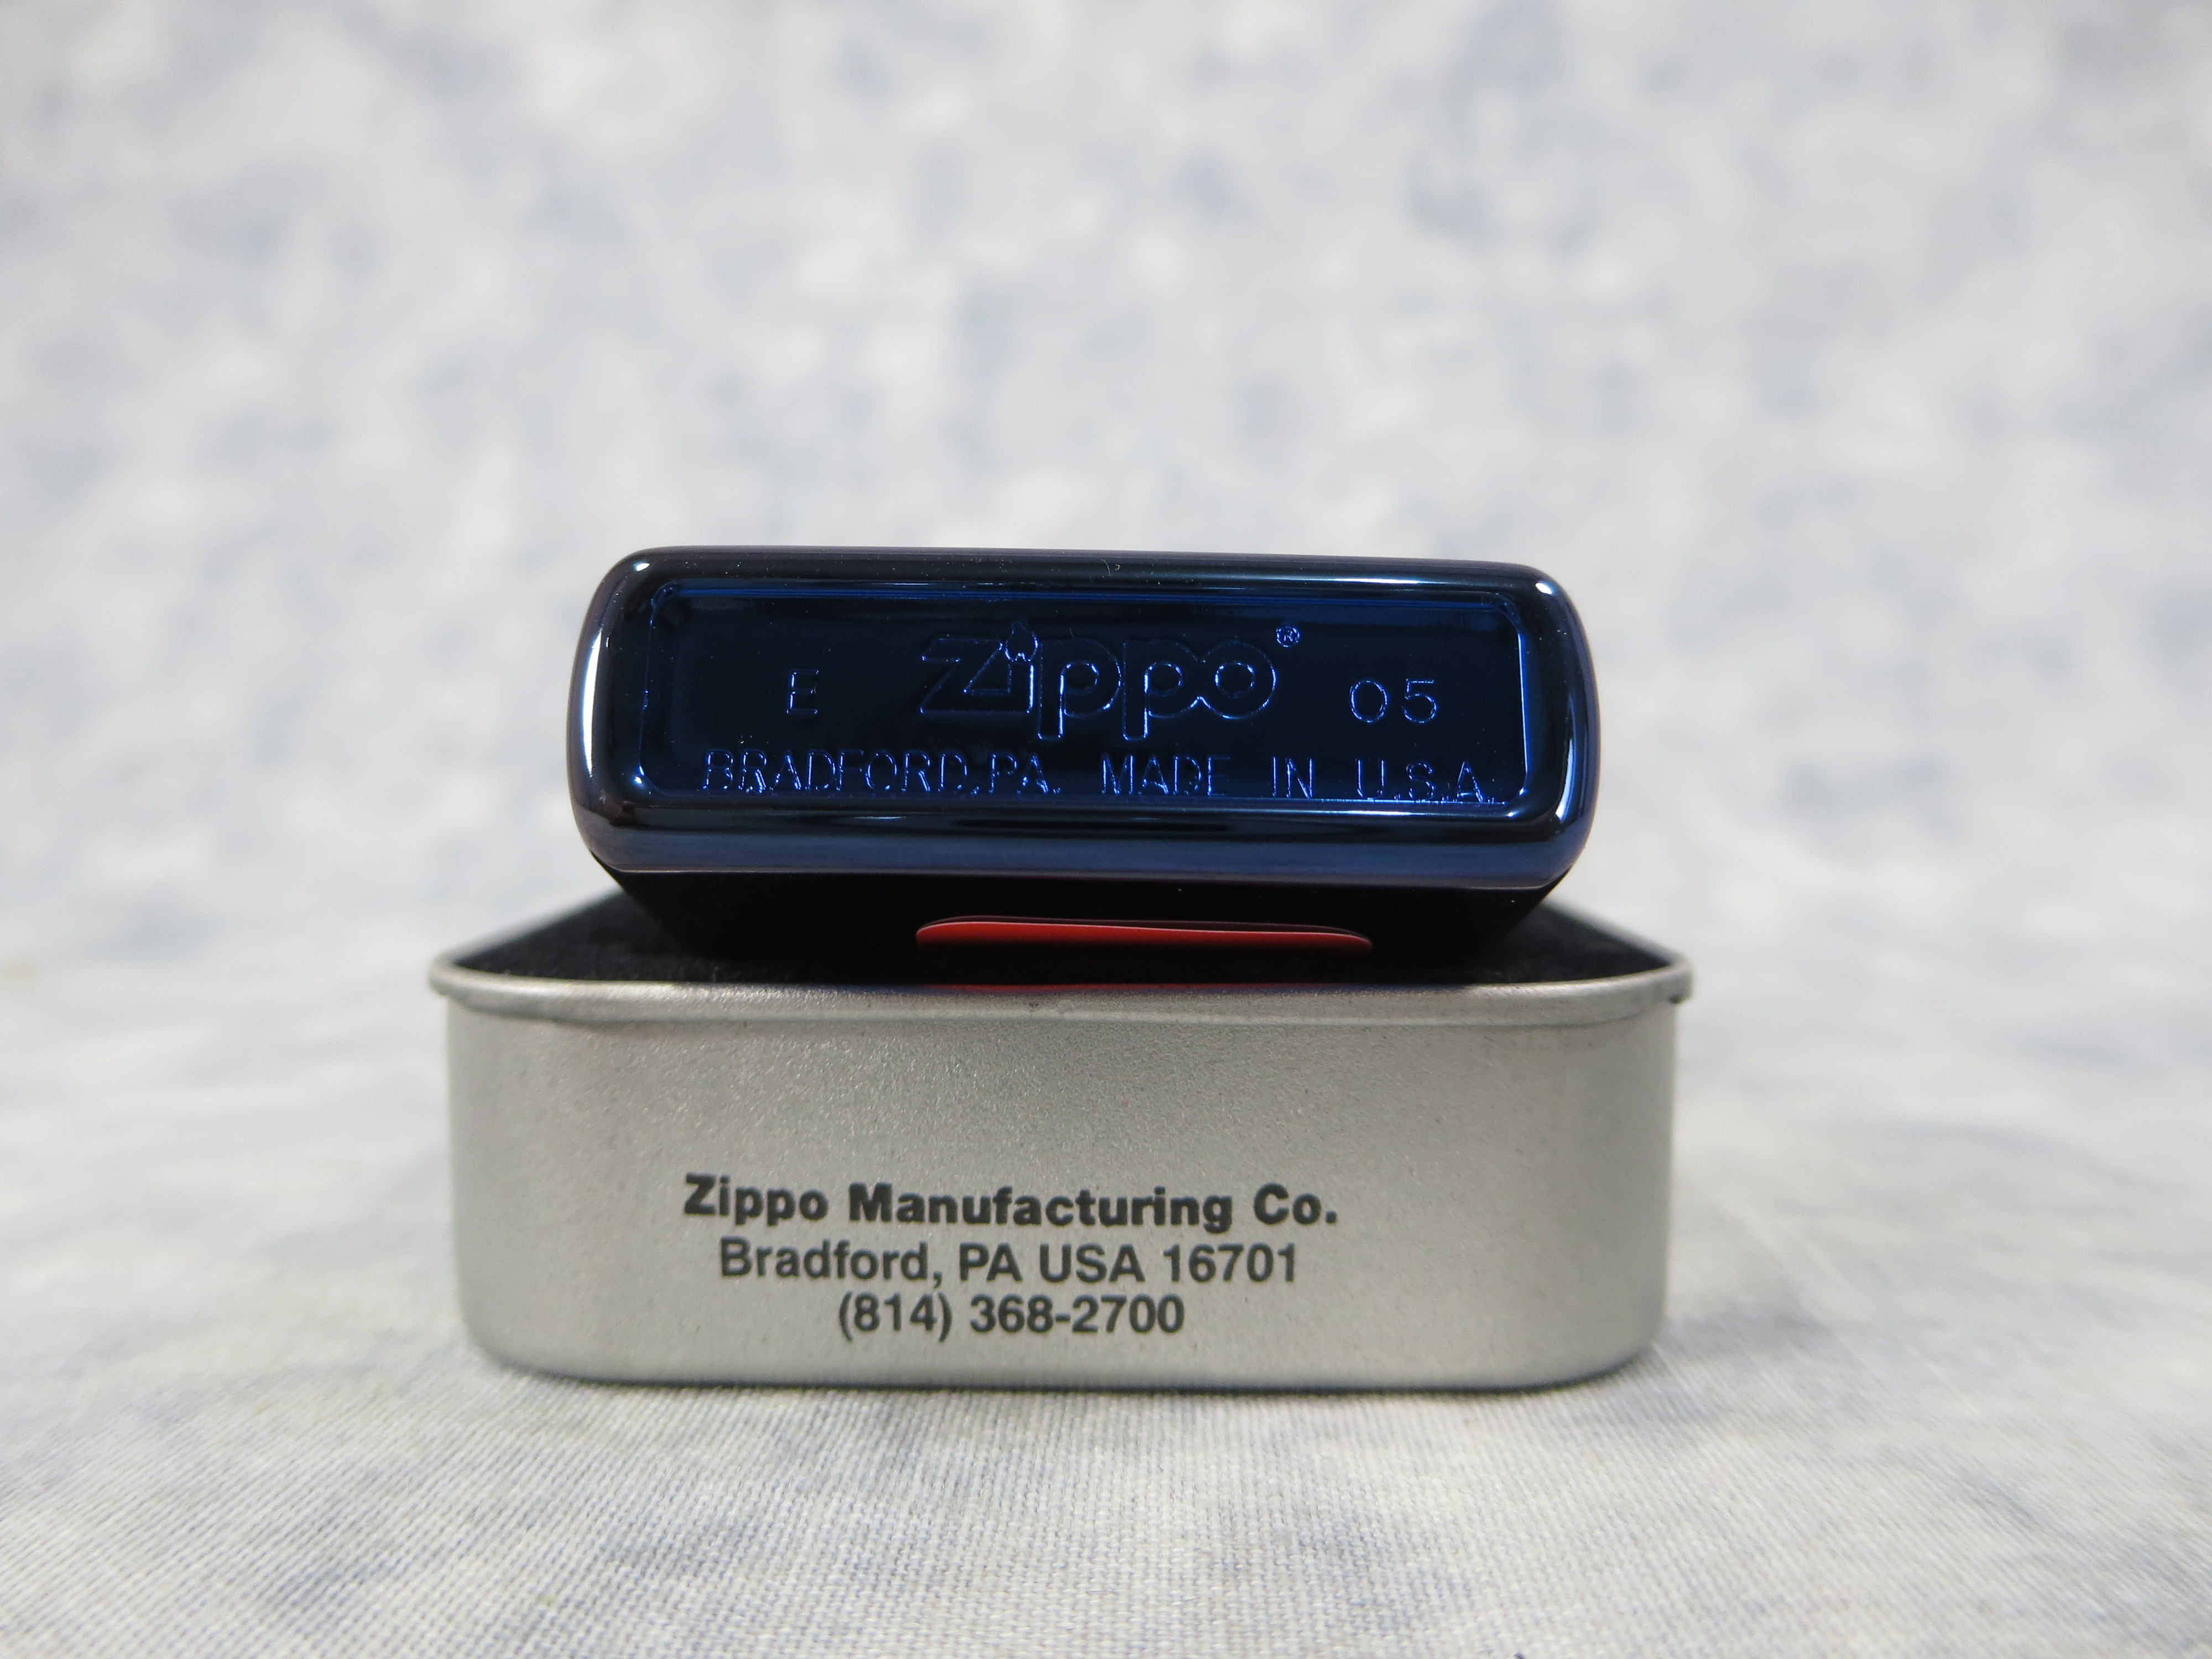 E zippo® 05
BRADFORD,PA. MADE IN U.S.A.
Zippo Manufacturing Co.
Bradford, PA USA 16701
(814) 368-2700